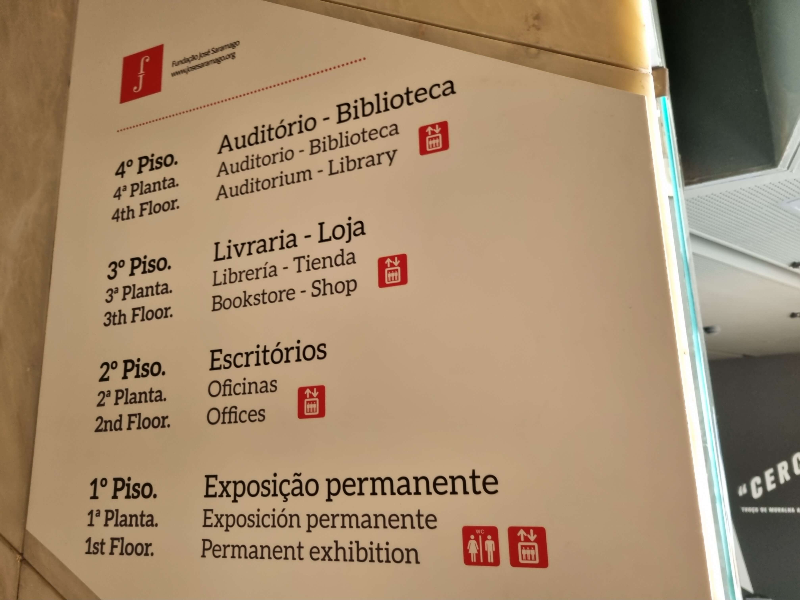 Fundação José Saramago
www.josesaramago.org
4º Piso.
4ª Planta.
4th Floor.
Auditório - Biblioteca
Auditorio - Biblioteca
Auditorium - Library
3º Piso.
3ª Planta.
3th Floor.
Livraria - Loja
Librería - Tienda
Bookstore - Shop
2º Piso.
2ª Planta.
2nd Floor.
Escritórios
Oficinas
Offices
1º Piso.
1ª Planta.
1st Floor.
Exposição permanente
Exposición permanente
Permanent exhibition
WC